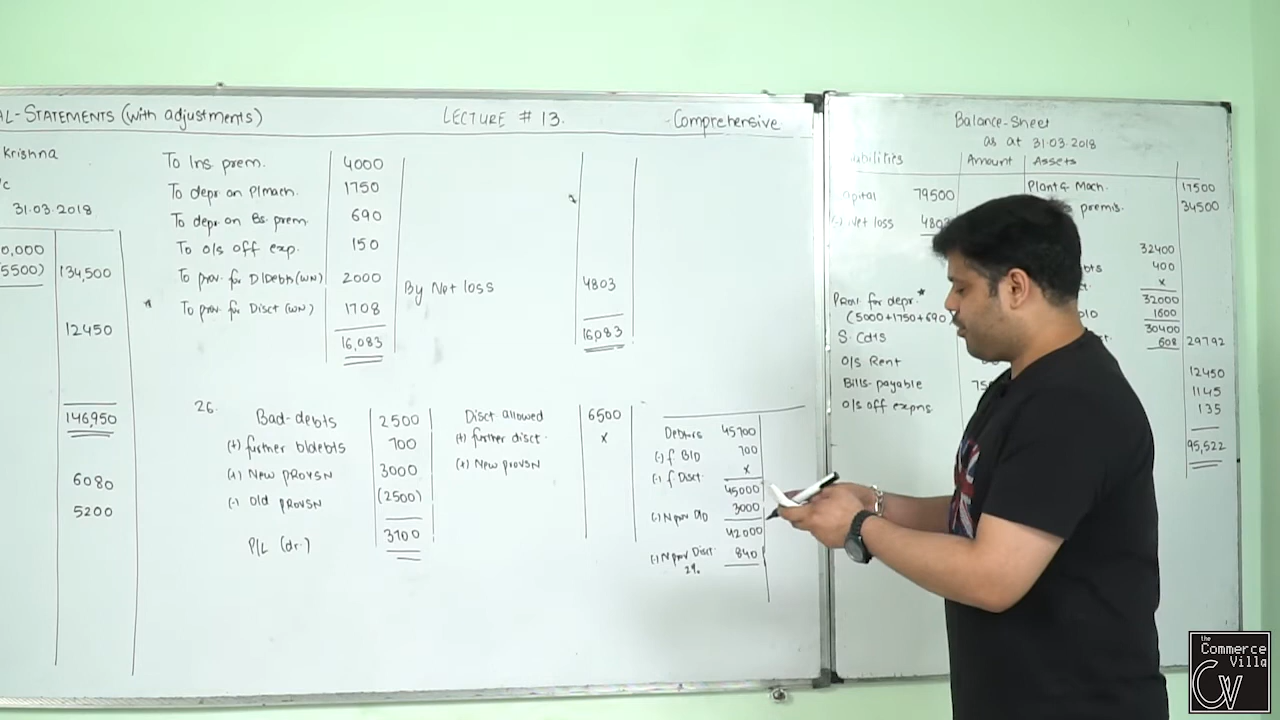 AL-STATEMENTS (with adjustments) LECTURE # 13. Comprehensive
Krishna
/c
31.03.2018
0,000
5500) 134,500
12450
146,950
6080
5200
To Ins prem. 4000
To depr on Pl mach. 1750
To depr on Bs. prem 690
To o/s off exp. 150
To prov. for D/Debts (WN) 2000
To prov. for Disct (WN) 1708
16,083
By Net loss 4803
16,083
26.
Bad-debts 2500
(+) further b/debts 700
(+) New PROVSN 3000
(-) Old PROVSN (2500)
P/L (dr) 3700
Disct allowed 6500
(+) further disct. x
(+) New PROVSN
Debtors 45700
(-) f B/D 700
(-) f. Disct. x
45000
(-) N prov D/D 3000
42000
(-) N prov Disct 840
2%
Balance-Sheet
as at 31.03.2018
abilities Amount Assets
apital 79500
(-) Net loss 4803
Prov. for depr. *
(5000+1750+690)
S. Cdts
O/s Rent
Bills-payable 75
O/s off expns.
Plant & Mach. 17500
premis. 34500
32400
bts 400
x
32000
1600
30400
608 29792
12450
1145
135
95,522
the
Commerce
Villa
CV